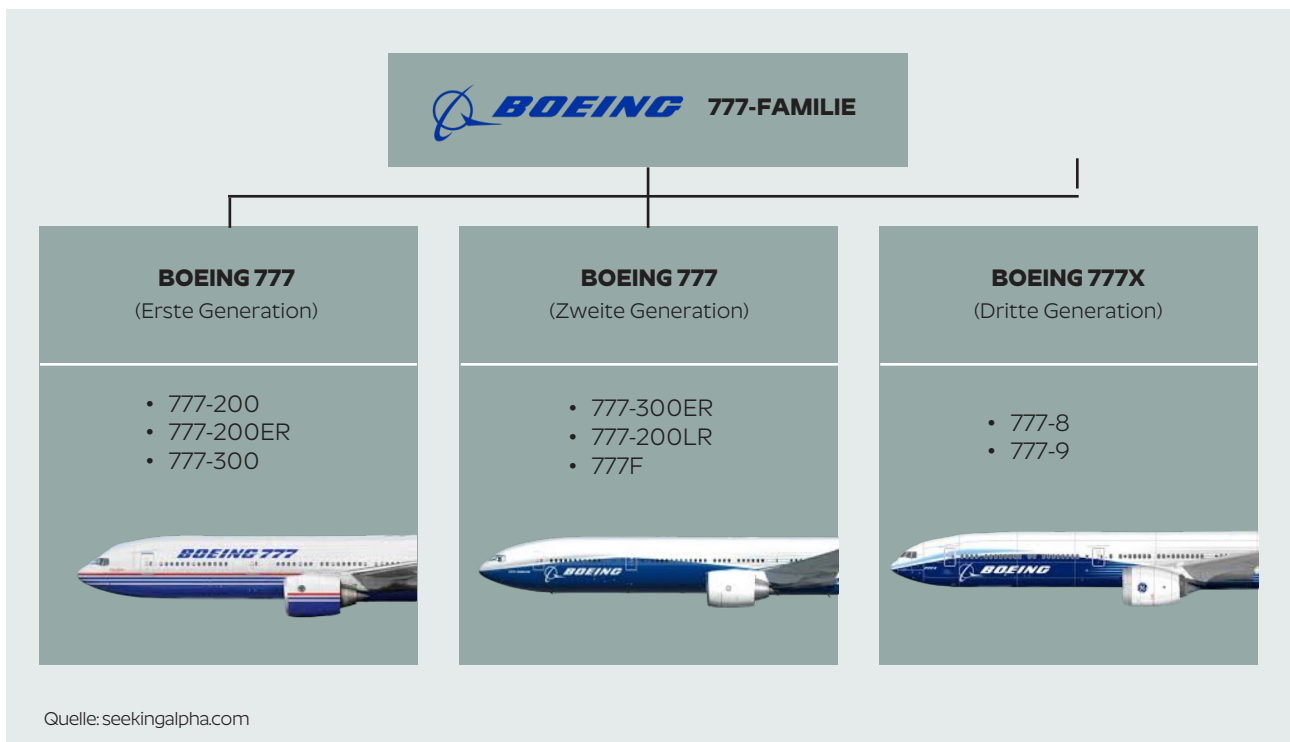 BOEING 777-FAMILIE
BOEING 777
(Erste Generation)
• 777-200
• 777-200ER
• 777-300
BOEING 777
BOEING 777
(Zweite Generation)
• 777-300ER
• 777-200LR
• 777F
BOEING
BOEING 777X
(Dritte Generation)
• 777-8
• 777-9
BOEING
Quelle: seekingalpha.com